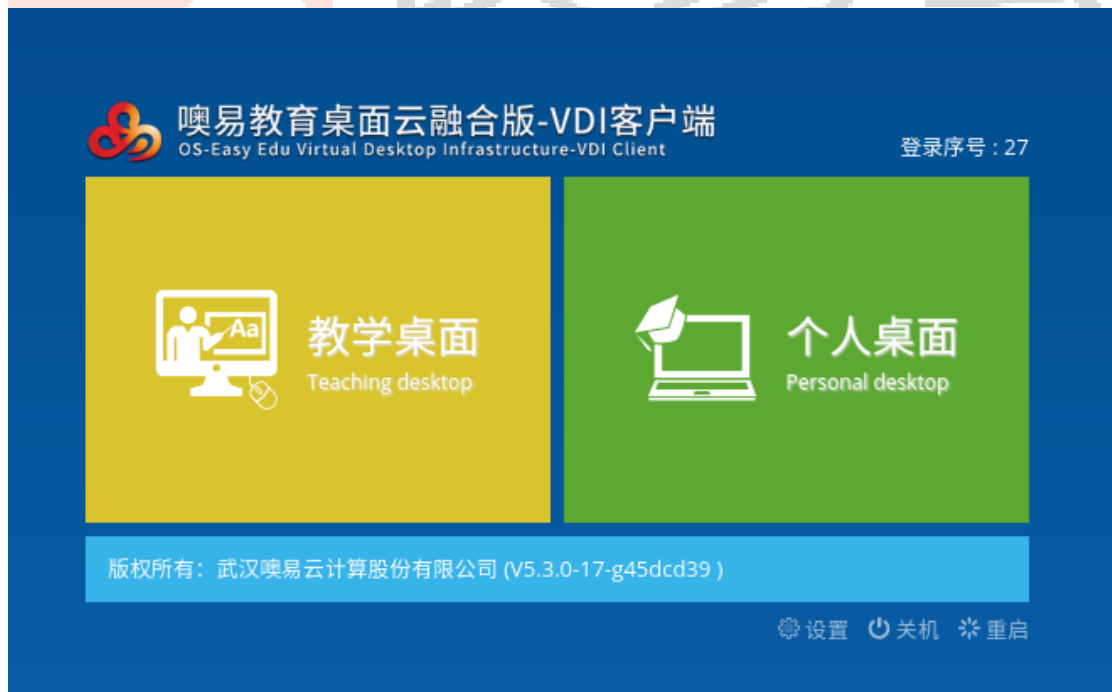 噢易教育桌面云融合版-VDI客户端
OS-Easy Edu Virtual Desktop Infrastructure-VDI Client
登录序号 : 27
Aa
教学桌面
Teaching desktop
个人桌面
Personal desktop
版权所有：武汉噢易云计算股份有限公司 (V5.3.0-17-g45dcd39 )
设置 关机 重启